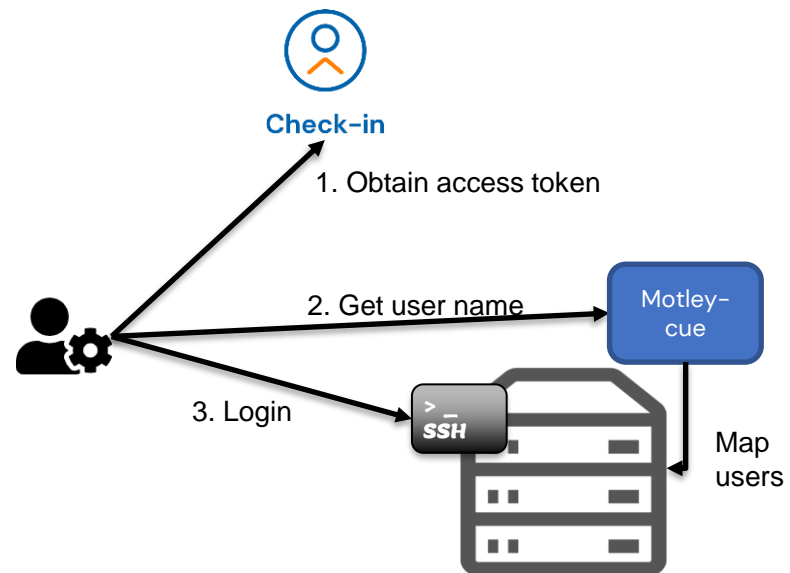 Check-in
1. Obtain access token
2. Get user name
Motley-
cue
3. Login
> _
SSH
Map
users